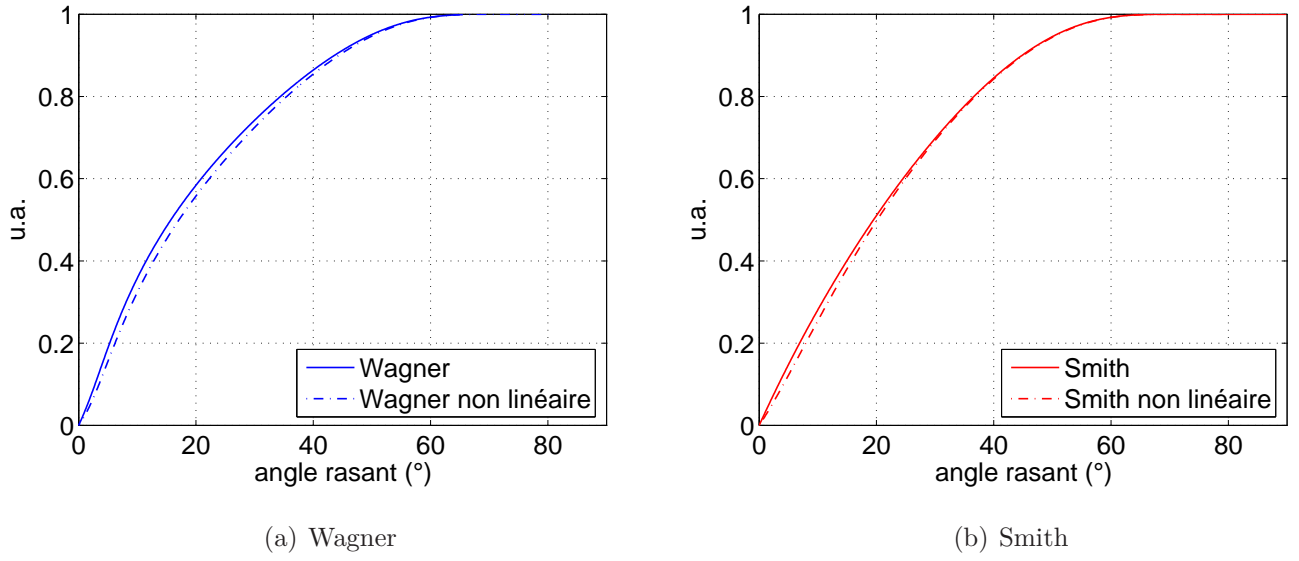 1
0.8
0.6
0.4
0.2
0
u.a.
0 20 40 60 80
angle rasant (°)
Wagner
Wagner non linéaire
(a) Wagner
1
0.8
0.6
0.4
0.2
0
u.a.
0 20 40 60 80
angle rasant (°)
Smith
Smith non linéaire
(b) Smith